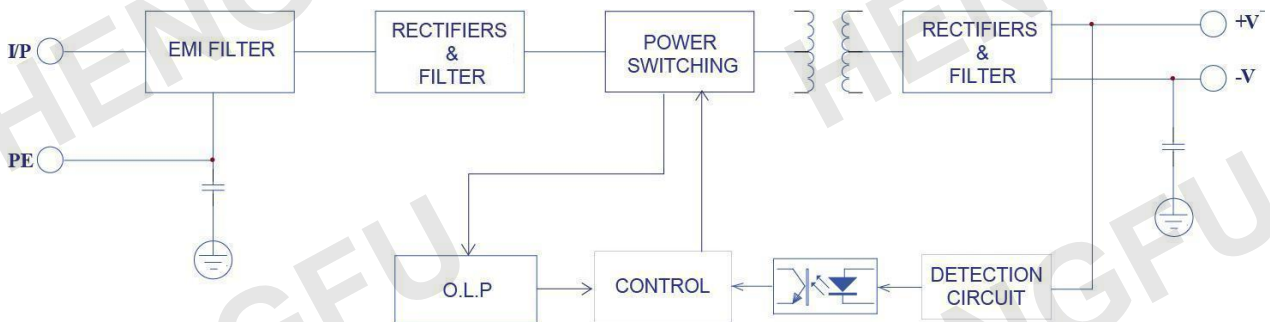 I/P
EMI FILTER
RECTIFIERS
&
FILTER
POWER
SWITCHING
RECTIFIERS
&
FILTER
+V
-V
PE
O.L.P
CONTROL
DETECTION
CIRCUIT
HENGFU
HENGFU